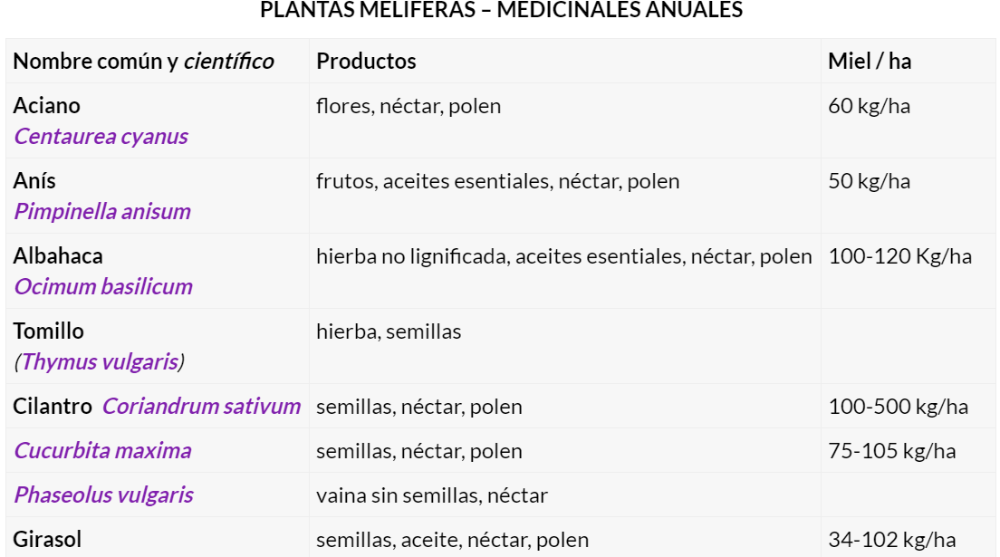 PLANTAS MELIFERAS – MEDICINALES ANUALES
Nombre común y científico Productos Miel / ha
Aciano flores, néctar, polen 60 kg/ha
Centaurea cyanus
Anís frutos, aceites esentiales, néctar, polen 50 kg/ha
Pimpinella anisum
Albahaca hierba no lignificada, aceites esentiales, néctar, polen 100-120 Kg/ha
Ocimum basilicum
Tomillo hierba, semillas
(Thymus vulgaris)
Cilantro Coriandrum sativum semillas, néctar, polen 100-500 kg/ha
Cucurbita maxima semillas, néctar, polen 75-105 kg/ha
Phaseolus vulgaris vaina sin semillas, néctar
Girasol semillas, aceite, néctar, polen 34-102 kg/ha